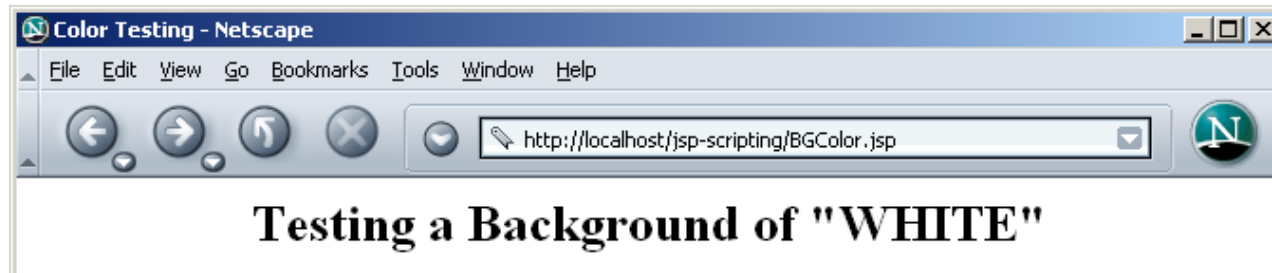 Color Testing - Netscape
File Edit View Go Bookmarks Tools Window Help
http://localhost/jsp-scripting/BGColor.jsp
N
Testing a Background of "WHITE"